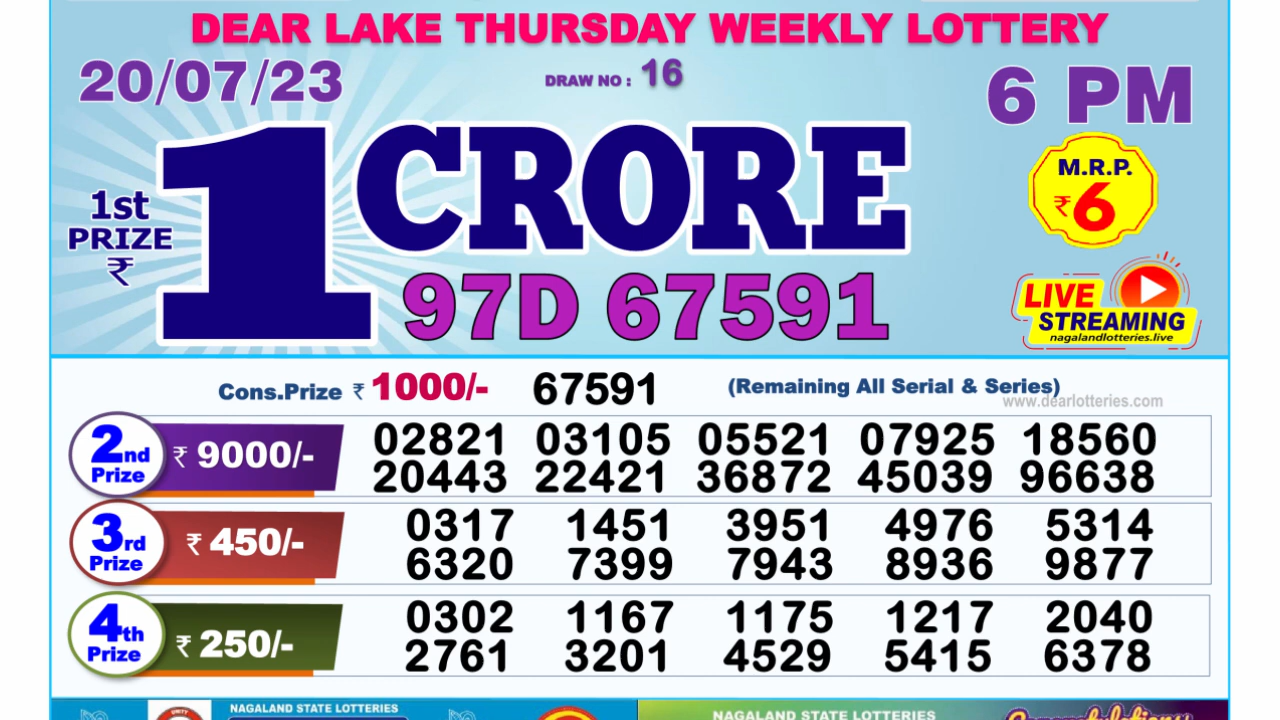 DEAR LAKE THURSDAY WEEKLY LOTTERY
20/07/23
DRAW NO : 16
6 PM
1st
PRIZE
₹
1 CRORE
97D 67591
M.R.P.
₹6
LIVE
STREAMING
nagalandlotteries.live
Cons.Prize ₹ 1000/- 67591 (Remaining All Serial & Series)
www.dearlotteries.com
2nd
Prize
₹ 9000/-
02821 03105 05521 07925 18560
20443 22421 36872 45039 96638
3rd
Prize
₹ 450/-
0317 1451 3951 4976 5314
6320 7399 7943 8936 9877
4th
Prize
₹ 250/-
0302 1167 1175 1217 2040
2761 3201 4529 5415 6378
NAGALAND STATE LOTTERIES
NAGALAND STATE LOTTERIES
Congratulations